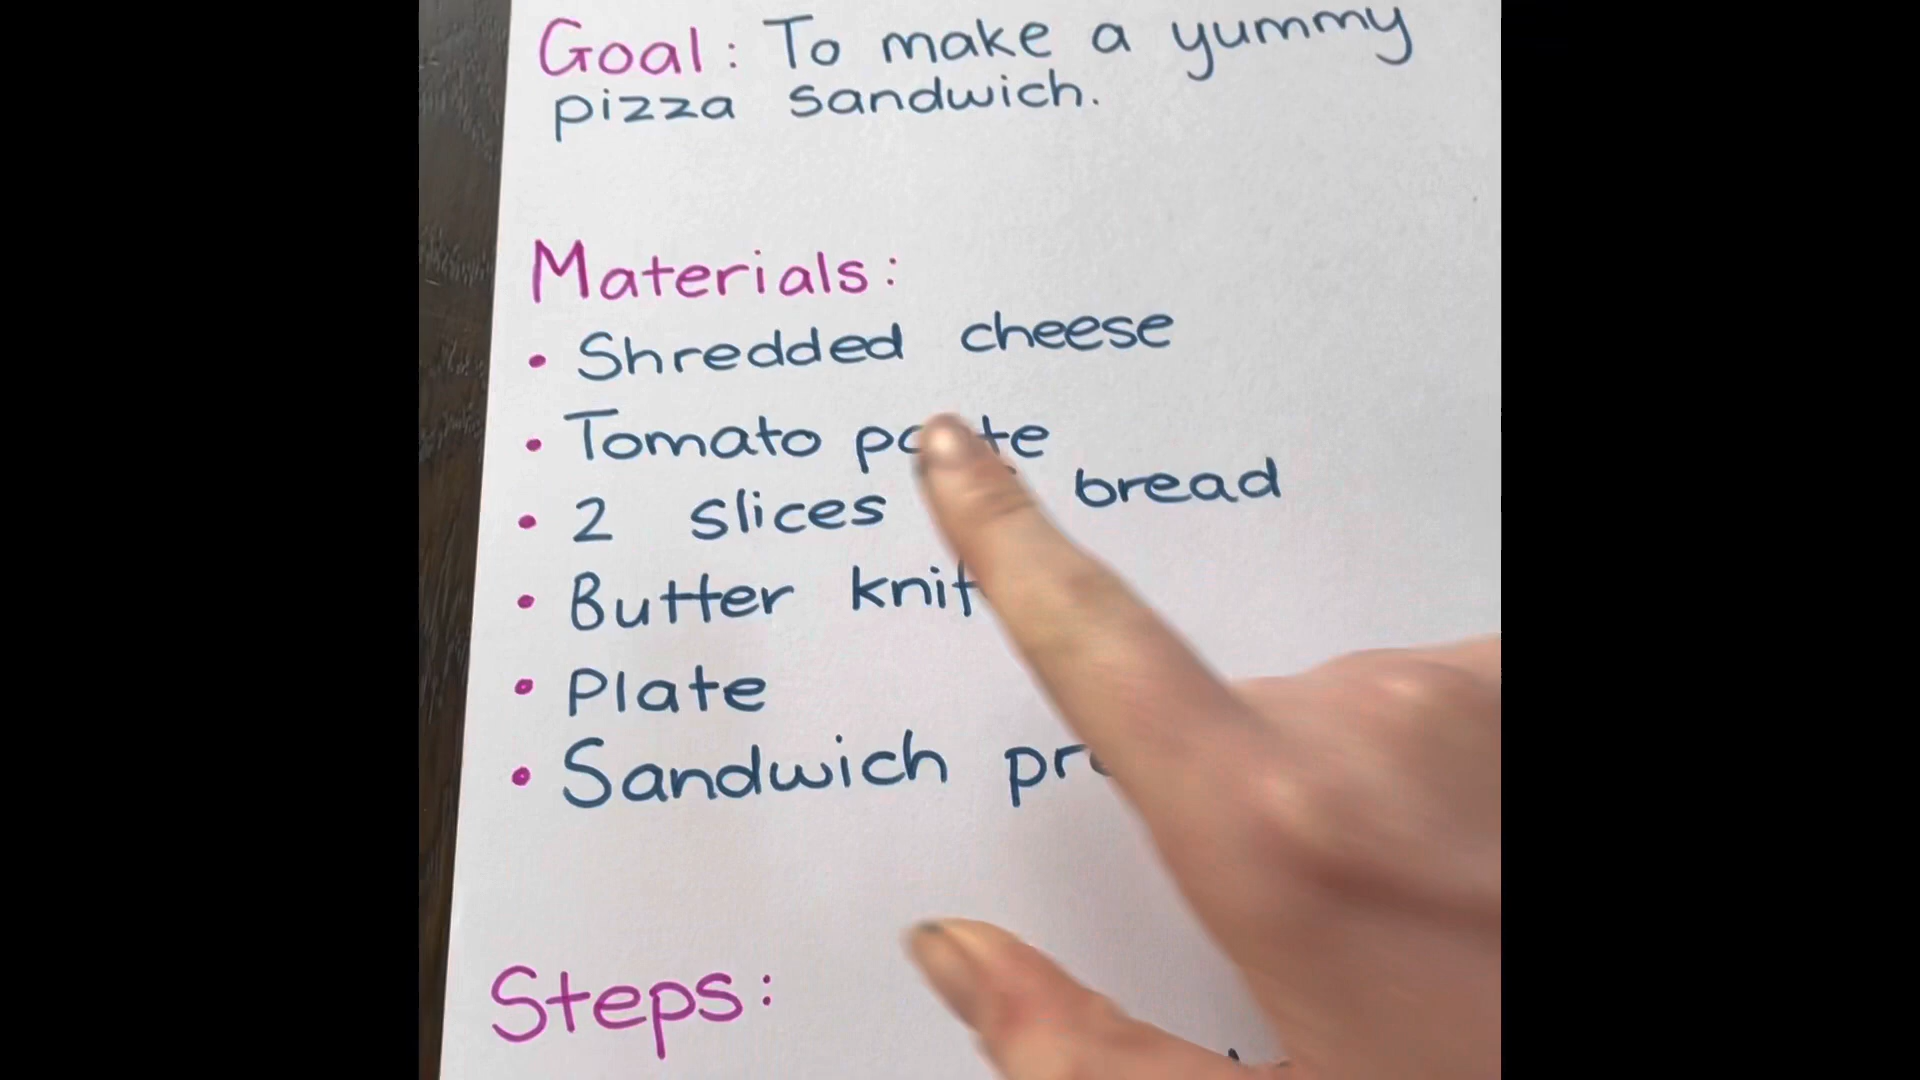 Goal: To make a yummy
pizza sandwich.
Materials:
• Shredded cheese
• Tomato
• 2 slices bread
• Butter
• Plate
• Sandwich
Steps: